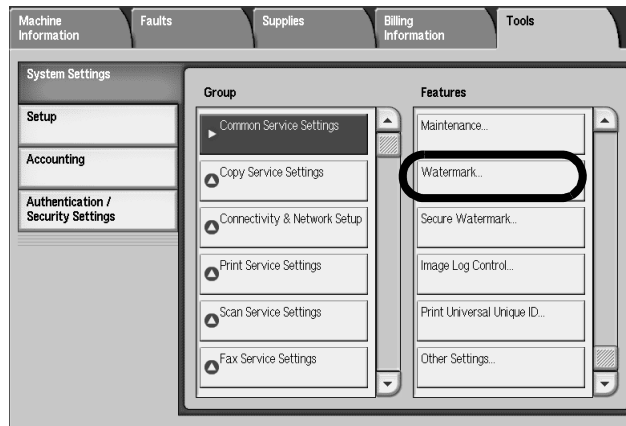 Machine Information
Faults
Supplies
Billing Information
Tools
System Settings
Setup
Accounting
Authentication /
Security Settings
Group
Common Service Settings
Copy Service Settings
Connectivity & Network Setup
Print Service Settings
Scan Service Settings
Fax Service Settings
Features
Maintenance...
Watermark...
Secure Watermark...
Image Log Control...
Print Universal Unique ID...
Other Settings...